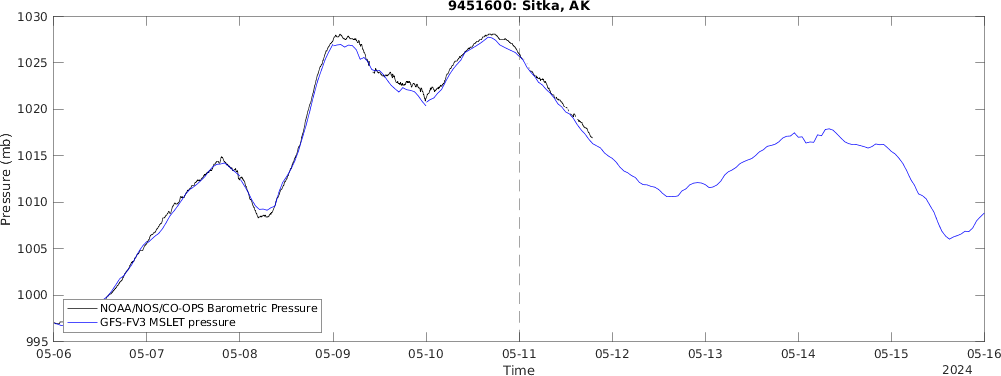 9451600: Sitka, AK
1030
1025
1020
1015
1010
1005
1000
995
Pressure (mb)
NOAA/NOS/CO-OPS Barometric Pressure
GFS-FV3 MSLET pressure
05-06 05-07 05-08 05-09 05-10 05-11 05-12 05-13 05-14 05-15 05-16
Time
2024